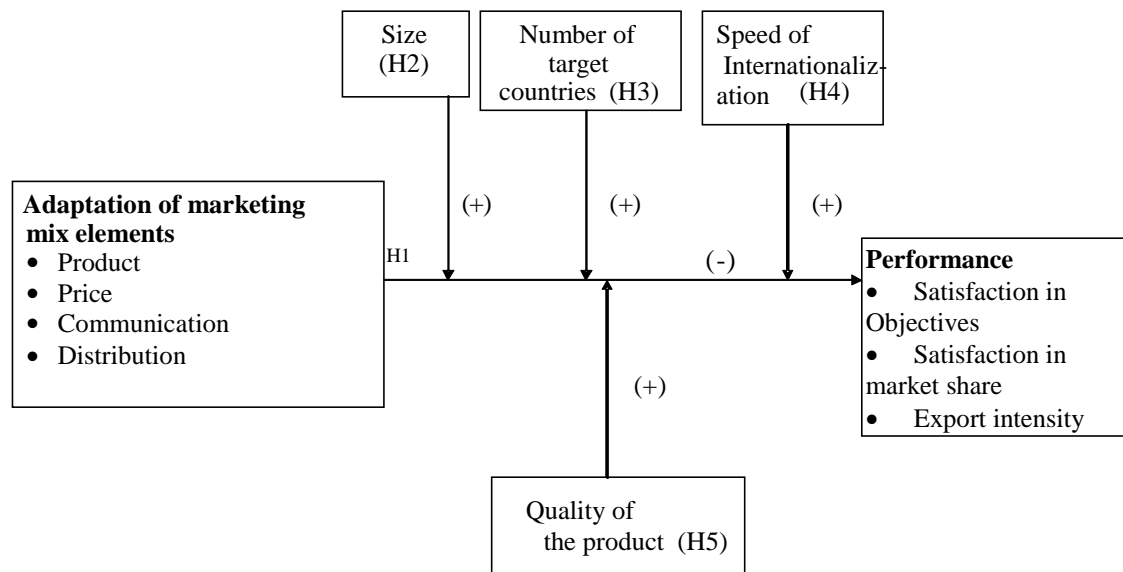 Size
(H2)
Number of
target
countries (H3)
Speed of
Internationaliz-
ation (H4)
(+)
(+)
(+)
Adaptation of marketing
mix elements
• Product
• Price
• Communication
• Distribution
H1
(-)
Performance
• Satisfaction in
Objectives
• Satisfaction in
market share
• Export intensity
(+)
Quality of
the product (H5)